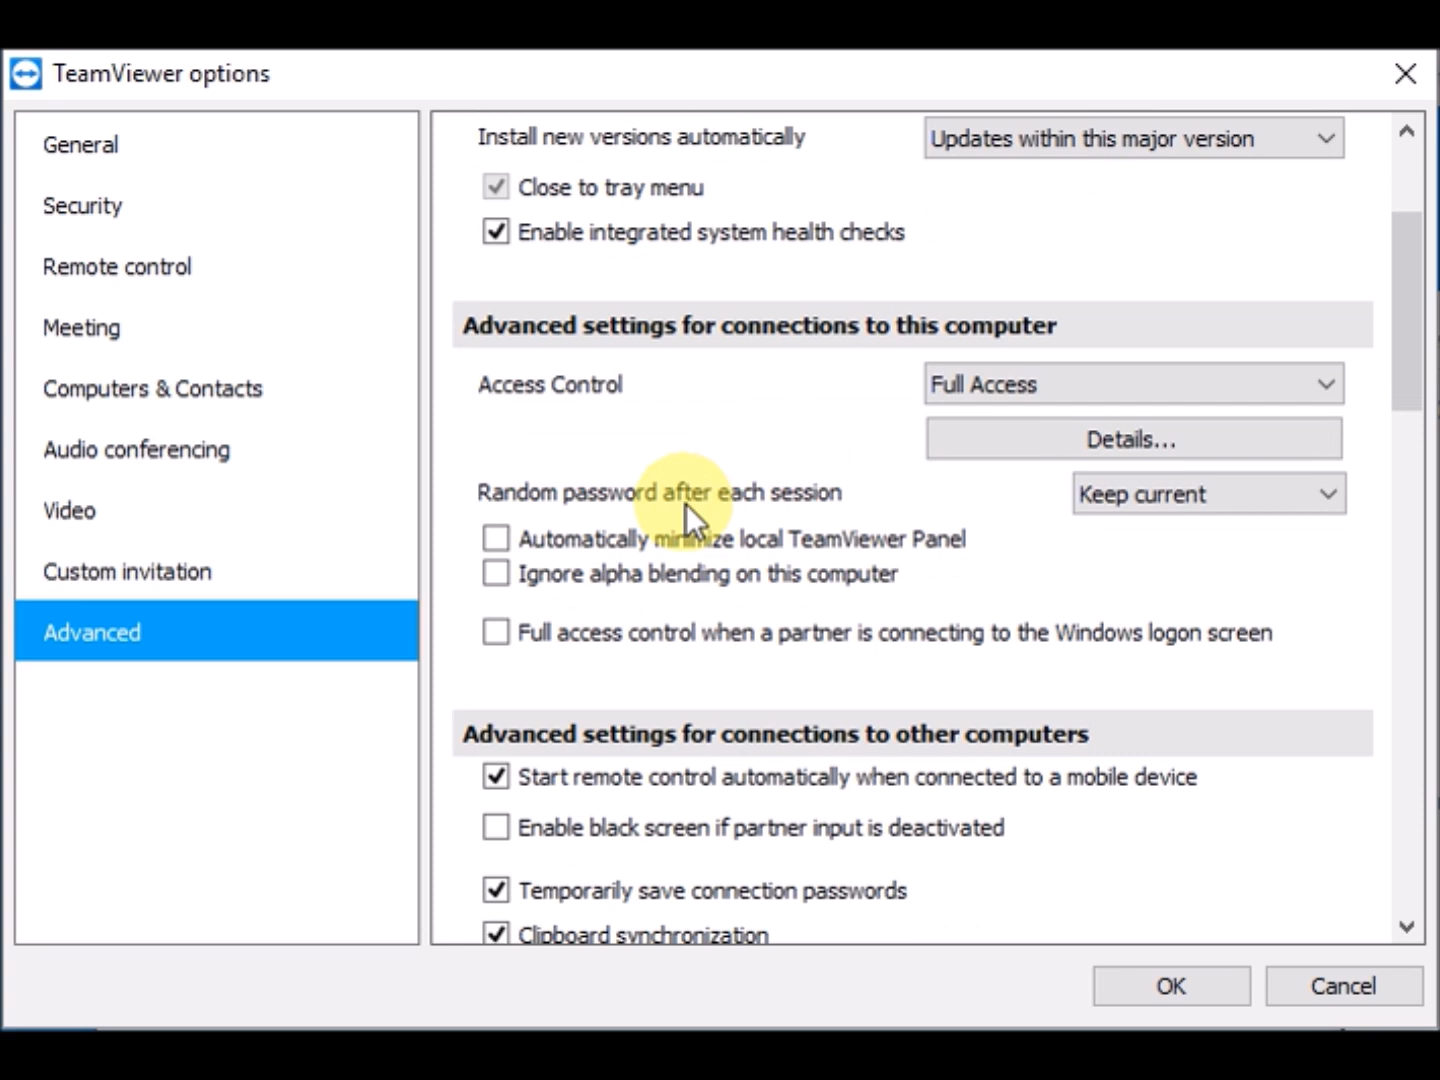 TeamViewer options
General
Security
Remote control
Meeting
Computers & Contacts
Audio conferencing
Video
Custom invitation
Advanced
Install new versions automatically
Updates within this major version
Close to tray menu
Enable integrated system health checks
Advanced settings for connections to this computer
Access Control
Full Access
Details...
Random password after each session
Keep current
Automatically minimize local TeamViewer Panel
Ignore alpha blending on this computer
Full access control when a partner is connecting to the Windows logon screen
Advanced settings for connections to other computers
Start remote control automatically when connected to a mobile device
Enable black screen if partner input is deactivated
Temporarily save connection passwords
Clipboard synchronization
OK
Cancel